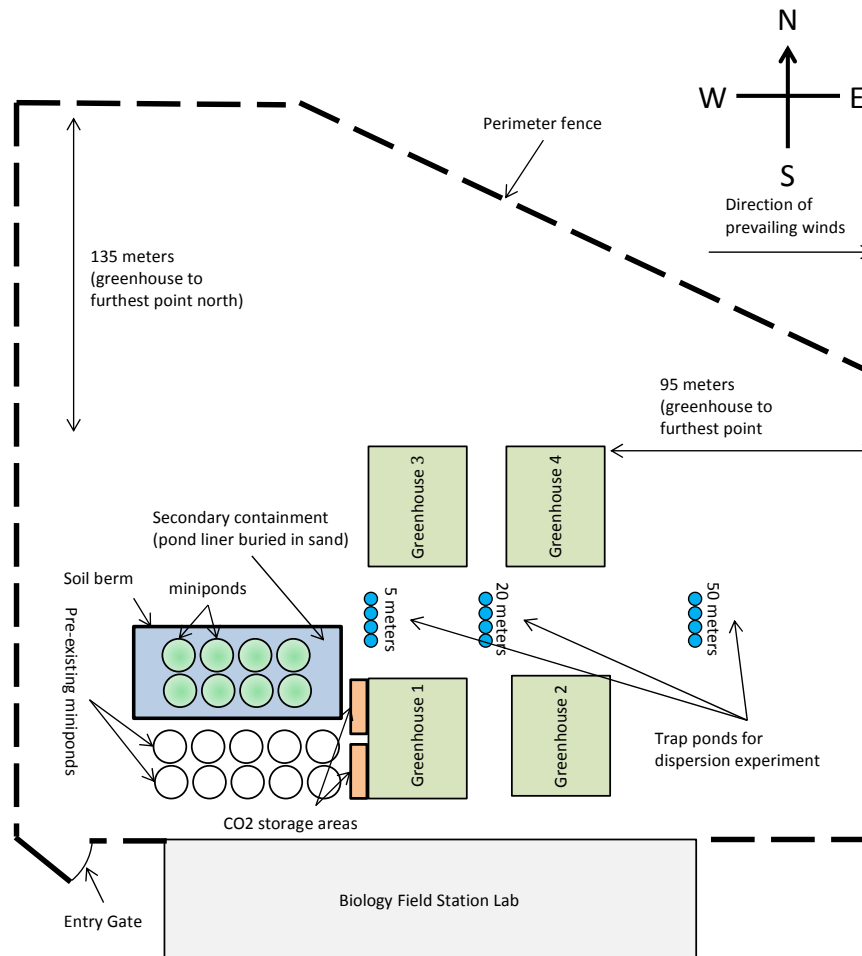 N
W
E
S
Perimeter fence
Direction of
prevailing winds
135 meters
(greenhouse to
furthest point north)
95 meters
(greenhouse to
furthest point
Greenhouse 3
Greenhouse 4
Secondary containment
(pond liner buried in sand)
Soil berm
miniponds
Pre-existing miniponds
5 meters
20 meters
50 meters
Greenhouse 1
Greenhouse 2
Trap ponds for
dispersion experiment
CO2 storage areas
Entry Gate
Biology Field Station Lab